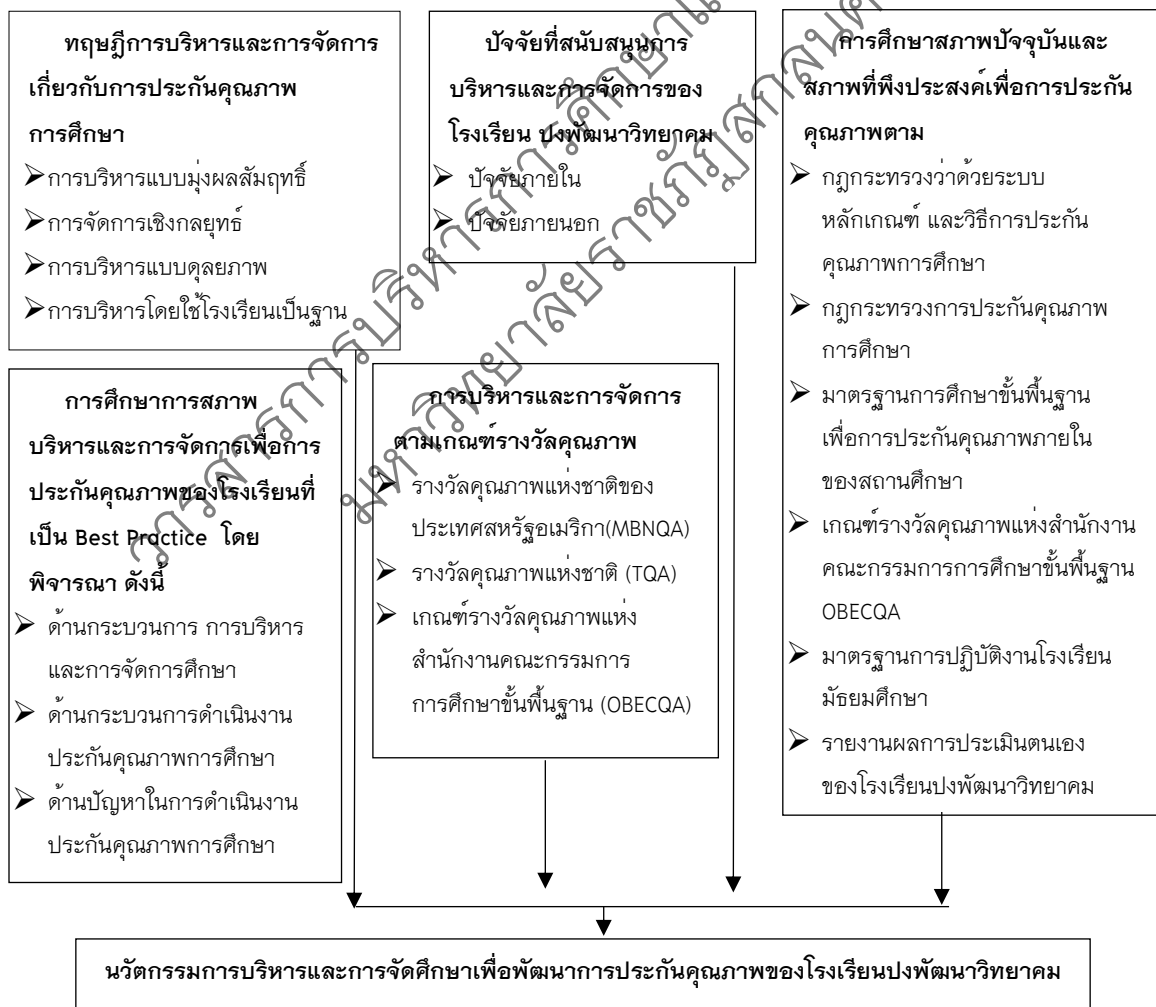 ทฤษฎีการบริหารและการจัดการ
เกี่ยวกับการประกันคุณภาพ
การศึกษา
➤การบริหารแบบมุ่งผลสัมฤทธิ์
➤การจัดการเชิงกลยุทธ์
➤การบริหารแบบดุลยภาพ
➤การบริหารโดยใช้โรงเรียนเป็นฐาน
ปัจจัยที่สนับสนุนการ
บริหารและการจัดการของ
โรงเรียน ปงพัฒนาวิทยาคม
➤ ปัจจัยภายใน
➤ ปัจจัยภายนอก
การศึกษาสภาพปัจจุบันและ
สภาพที่พึงประสงค์เพื่อการประกัน
คุณภาพตาม
➤ กฎกระทรวงว่าด้วยระบบ
หลักเกณฑ์ และวิธีการประกัน
คุณภาพการศึกษา
➤ กฎกระทรวงการประกันคุณภาพ
การศึกษา
➤ มาตรฐานการศึกษาขั้นพื้นฐาน
เพื่อการประกันคุณภาพภายใน
ของสถานศึกษา
➤ เกณฑ์รางวัลคุณภาพแห่งสำนักงาน
คณะกรรมการการศึกษาขั้นพื้นฐาน
OBECQA
➤ มาตรฐานการปฏิบัติงานโรงเรียน
มัธยมศึกษา
➤ รายงานผลการประเมินตนเอง
ของโรงเรียนปงพัฒนาวิทยาคม
การศึกษาการสภาพ
บริหารและการจัดการเพื่อการ
ประกันคุณภาพของโรงเรียนที่
เป็น Best Practice โดย
พิจารณา ดังนี้
➤ ด้านกระบวนการ การบริหาร
และการจัดการศึกษา
➤ ด้านกระบวนการดำเนินงาน
ประกันคุณภาพการศึกษา
➤ ด้านปัญหาในการดำเนินงาน
ประกันคุณภาพการศึกษา
การบริหารและการจัดการ
ตามเกณฑ์รางวัลคุณภาพ
➤ รางวัลคุณภาพแห่งชาติของ
ประเทศสหรัฐอเมริกา(MBNQA)
➤ รางวัลคุณภาพแห่งชาติ (TQA)
➤ เกณฑ์รางวัลคุณภาพแห่ง
สำนักงานคณะกรรมการ
การศึกษาขั้นพื้นฐาน (OBECQA)
นวัตกรรมการบริหารและการจัดศึกษาเพื่อพัฒนาการประกันคุณภาพของโรงเรียนปงพัฒนาวิทยาคม
วารสารการบริหารการศึกษา
มหาวิทยาลัยราชภัฏสกลนคร